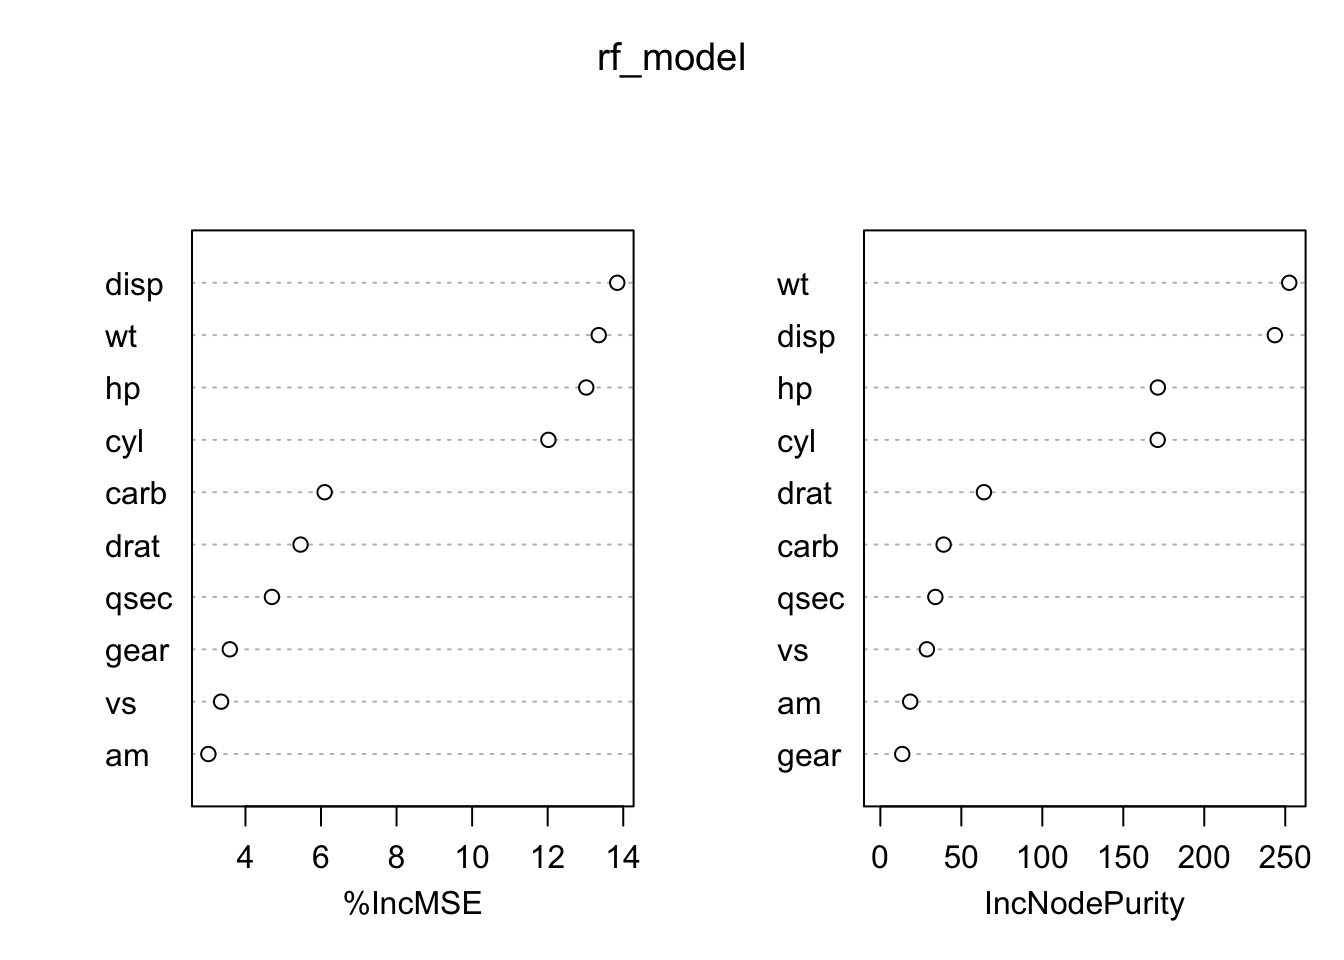 rf_model
disp
wt
hp
cyl
carb
drat
qsec
gear
vs
am
4 6 8 10 12 14
%IncMSE
wt
disp
hp
cyl
drat
carb
qsec
vs
am
gear
0 50 100 150 200 250
IncNodePurity